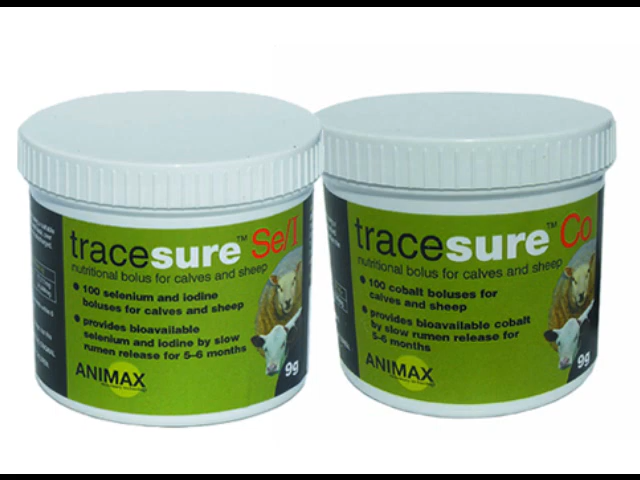 tracesure™ Se/I
nutritional bolus for calves and sheep
• 100 selenium and iodine
boluses for calves and sheep
• provides bioavailable
selenium and iodine by slow
rumen release for 5-6 months
ANIMAX
9g
tracesure™ Co
nutritional bolus for calves and sheep
• 100 cobalt boluses for
calves and sheep
• provides bioavailable cobalt
by slow rumen release for
5-6 months
ANIMAX
9g